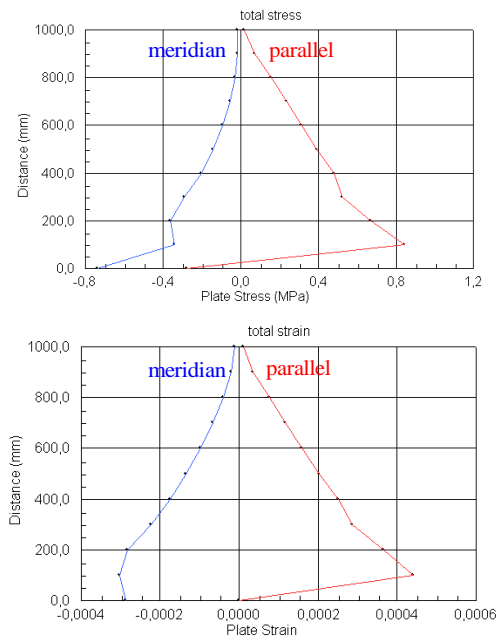 total stress
1000,0
meridian parallel
800,0
600,0
Distance (mm)
400,0
200,0
0,0
-0,8 -0,4 0,0 0,4 0,8 1,2
Plate Stress (MPa)
total strain
1000,0
meridian parallel
800,0
600,0
Distance (mm)
400,0
200,0
0,0
-0,0004 -0,0002 0,0000 0,0002 0,0004 0,0006
Plate Strain